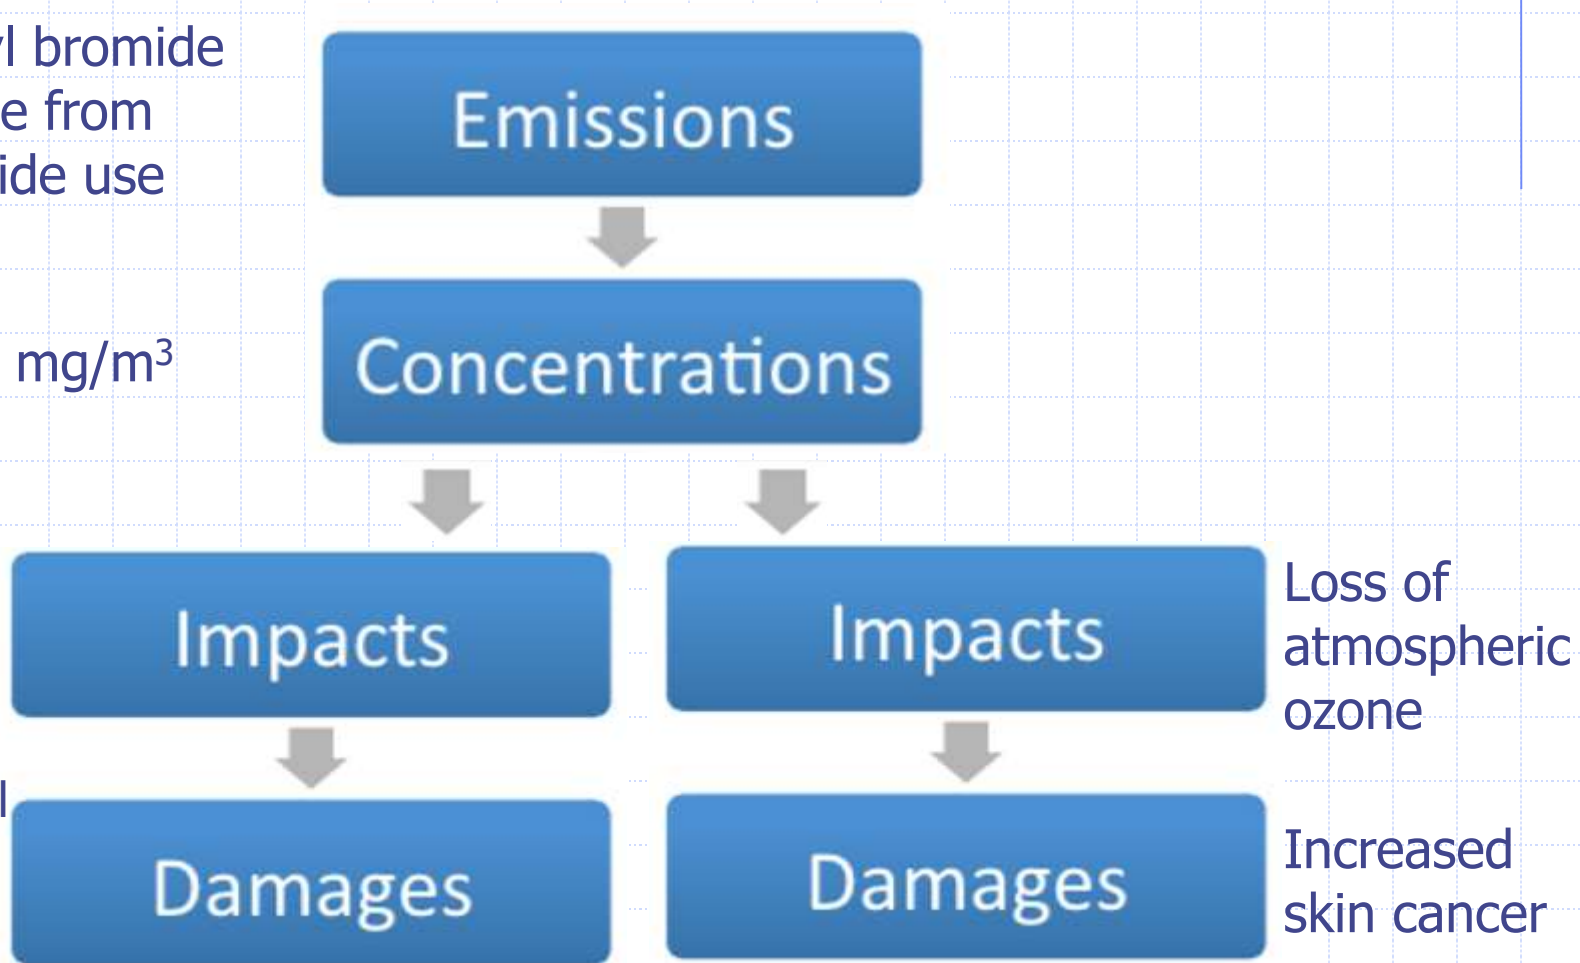 yl bromide
e from
ide use
Emissions
mg/m³
Concentrations
Impacts
Impacts
Loss of
atmospheric
ozone
l
Damages
Damages
Increased
skin cancer